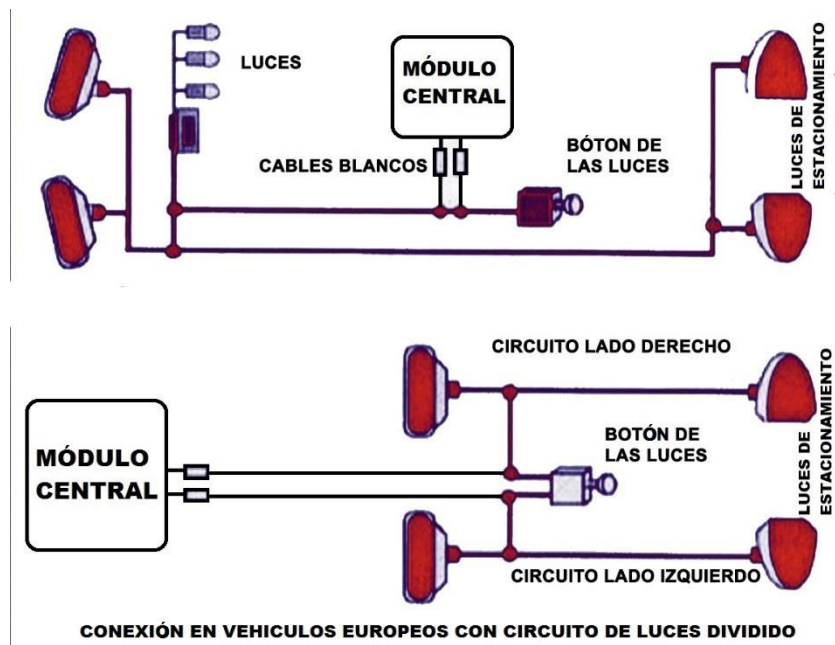 LUCES
MÓDULO
CENTRAL
CABLES BLANCOS
BÓTON DE
LAS LUCES
LUCES DE
ESTACIONAMIENTO
CIRCUITO LADO DERECHO
MÓDULO
CENTRAL
BOTÓN DE
LAS LUCES
LUCES DE
ESTACIONAMIENTO
CIRCUITO LADO IZQUIERDO
CONEXIÓN EN VEHICULOS EUROPEOS CON CIRCUITO DE LUCES DIVIDIDO